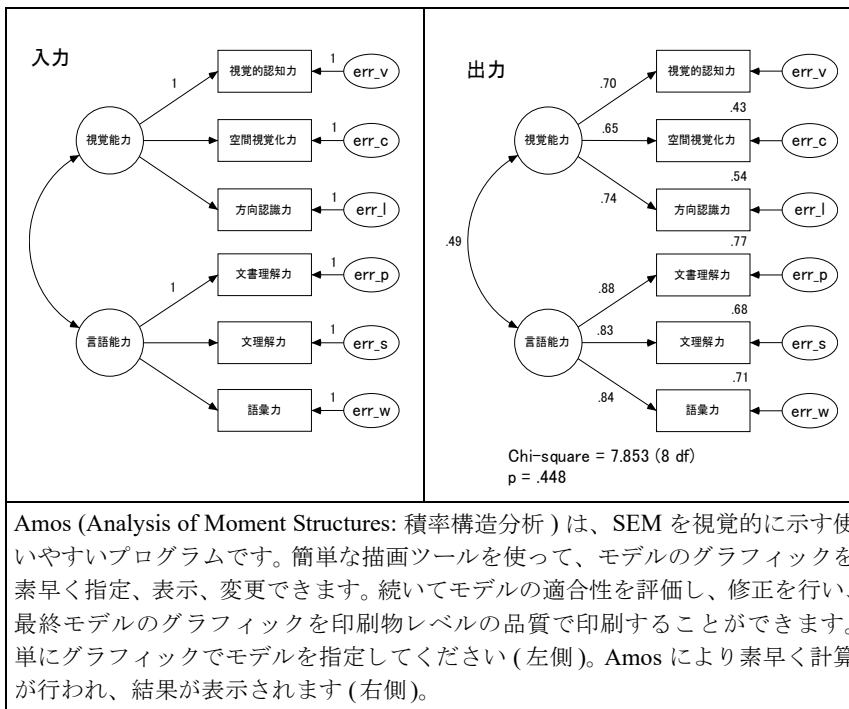 入力
1
視覚的認知力
1
err_v
視覚能力
空間視覚化力
1
err_c
方向認識力
1
err_l
1
文書理解力
1
err_p
言語能力
文理解力
1
err_s
語彙力
1
err_w
出力
.70
視覚的認知力
err_v
.43
視覚能力
.65
空間視覚化力
err_c
.54
.74
方向認識力
err_l
.49
.77
.88
文書理解力
err_p
.68
言語能力
.83
文理解力
err_s
.71
.84
語彙力
err_w
Chi-square = 7.853 (8 df)
p = .448
Amos (Analysis of Moment Structures: 積率構造分析 ) は、SEM を視覚的に示す使
いやすいプログラムです。簡単な描画ツールを使って、モデルのグラフィックを
素早く指定、表示、変更できます。続いてモデルの適合性を評価し、修正を行い、
最終モデルのグラフィックを印刷物レベルの品質で印刷することができます。
単にグラフィックでモデルを指定してください ( 左側 )。Amos により素早く計算
が行われ、結果が表示されます ( 右側 )。